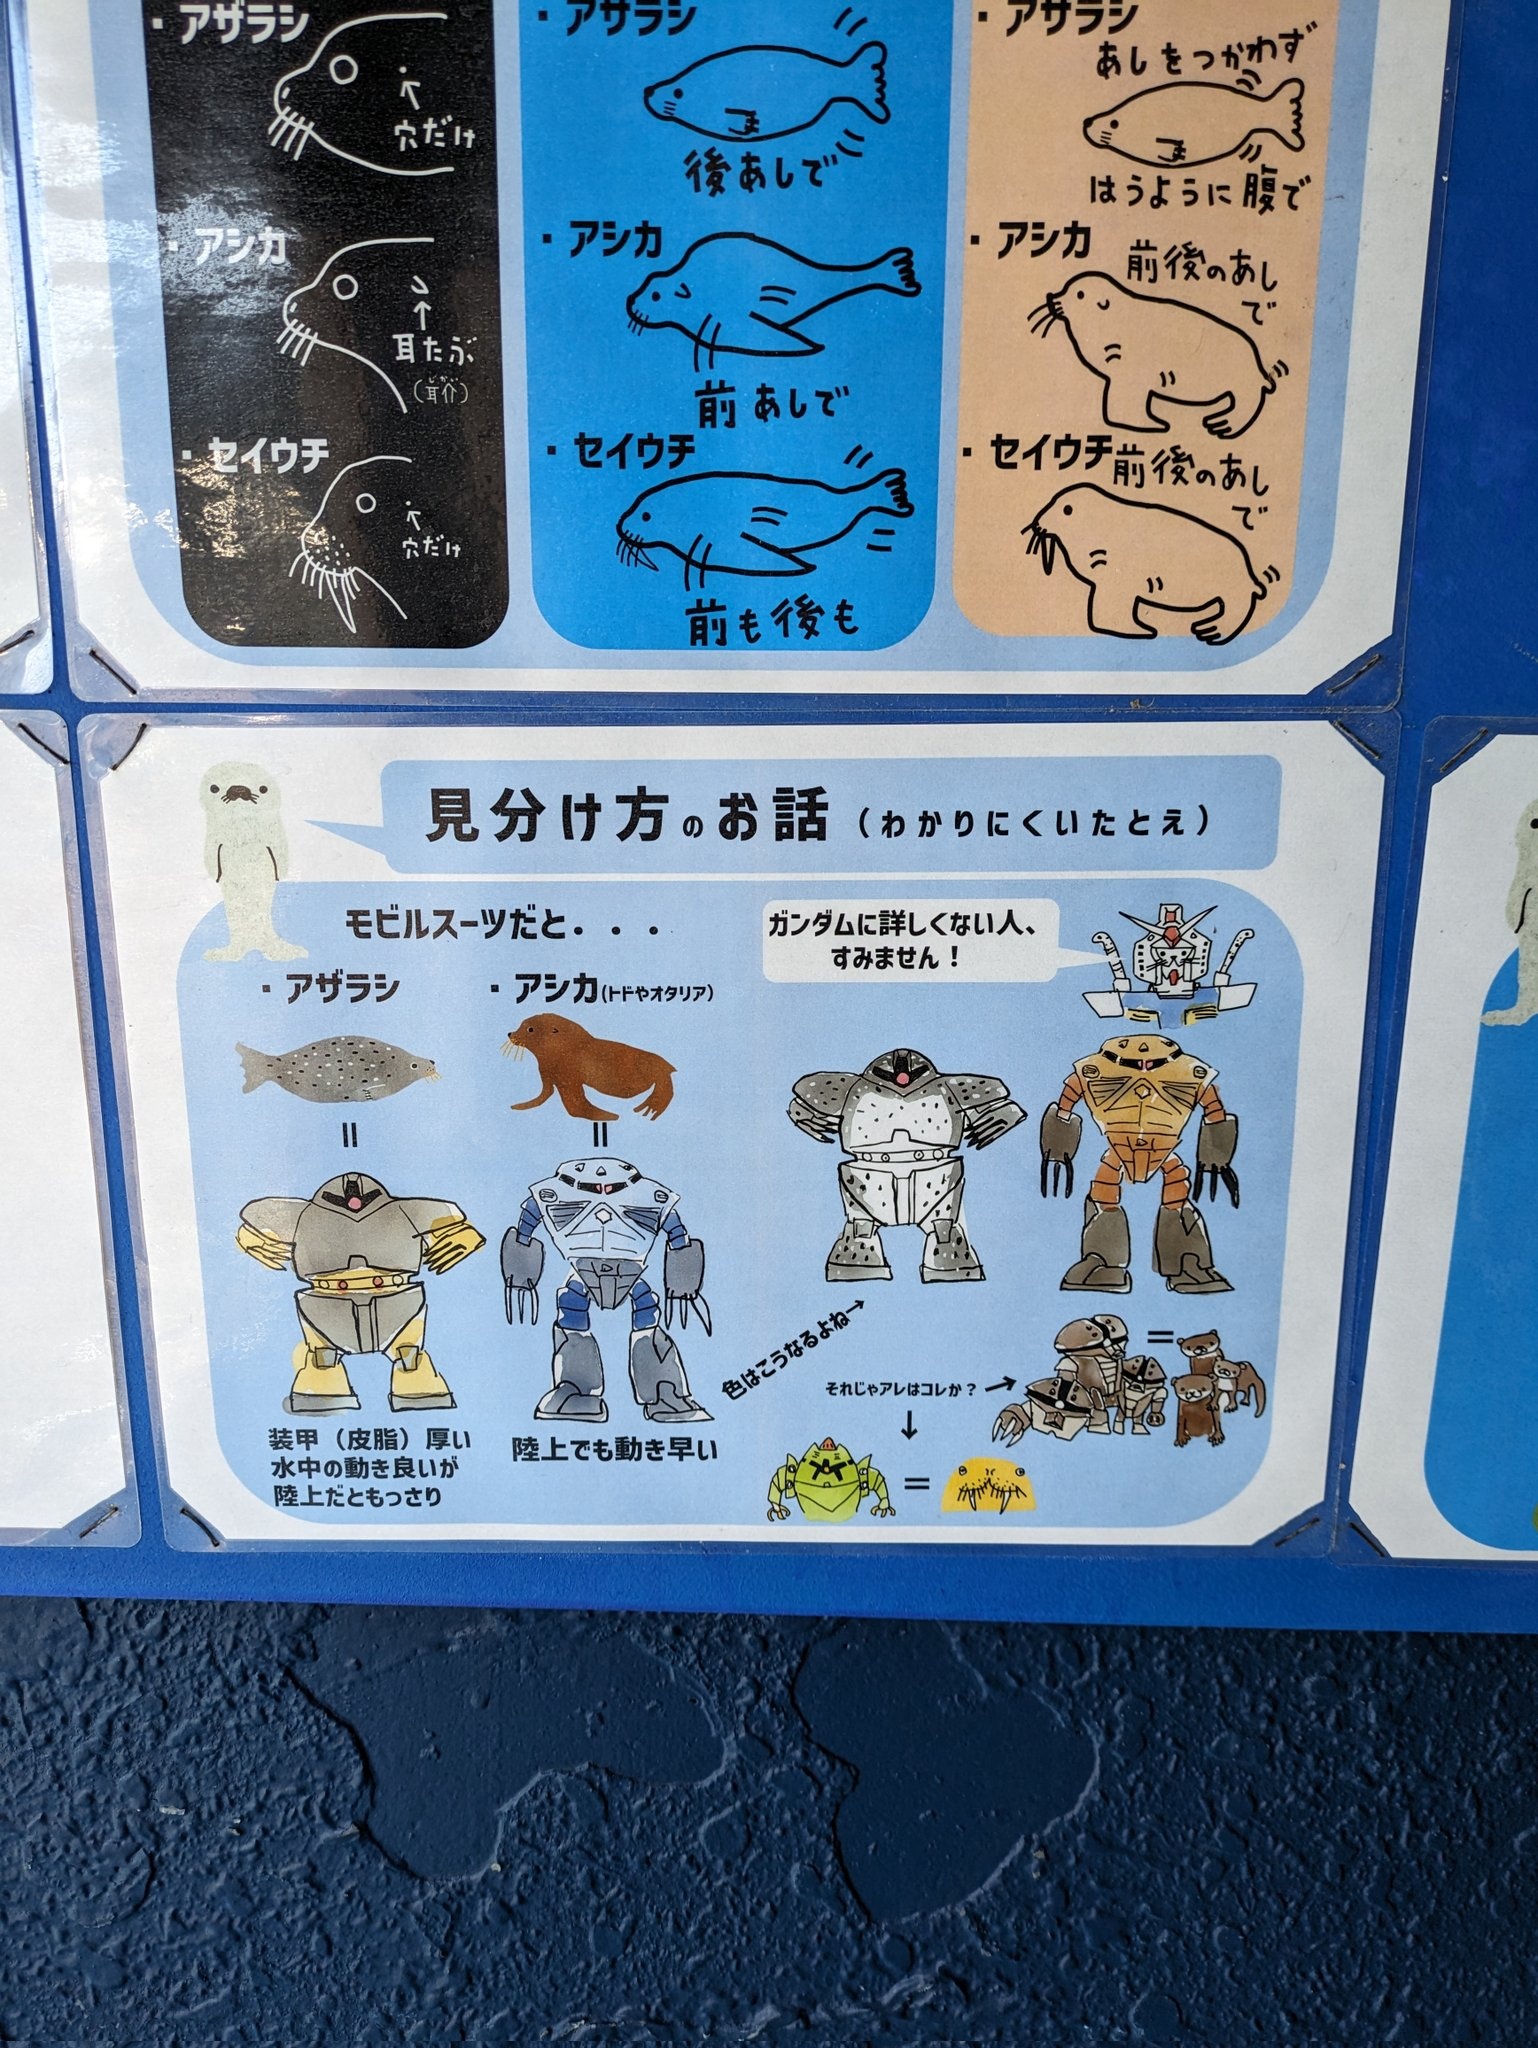 ・アザラシ
穴だけ
・アシカ
耳たぶ
(耳介)
じかい
・セイウチ
穴だけ
・アザラシ
後あしで
・アシカ
前あしで
・セイウチ
前も後も
・アザラシ
あしをつかわず
はうように腹で
・アシカ
前後のあし
で
・セイウチ
前後のあし
で
見分け方のお話（わかりにくいたとえ）
モビルスーツだと．．．
ガンダムに詳しくない人、
すみません！
・アザラシ
・アシカ(トドやオタリア)
=
=
装甲（皮脂）厚い
水中の動き良いが
陸上だともっさり
陸上でも動き早い
色はこうなるよね→
=
それじゃアレはコレか？→
↓
=